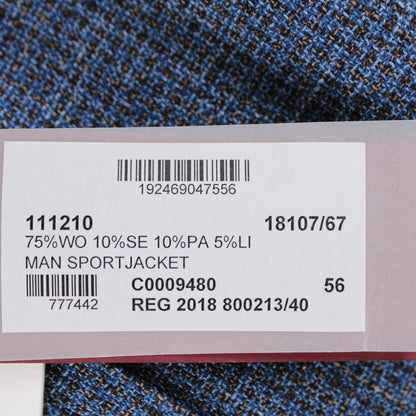 192469047556
111210 18107/67
75%WO 10%SE 10%PA 5%LI
MAN SPORTJACKET
C0009480 56
777442 REG 2018 800213/40